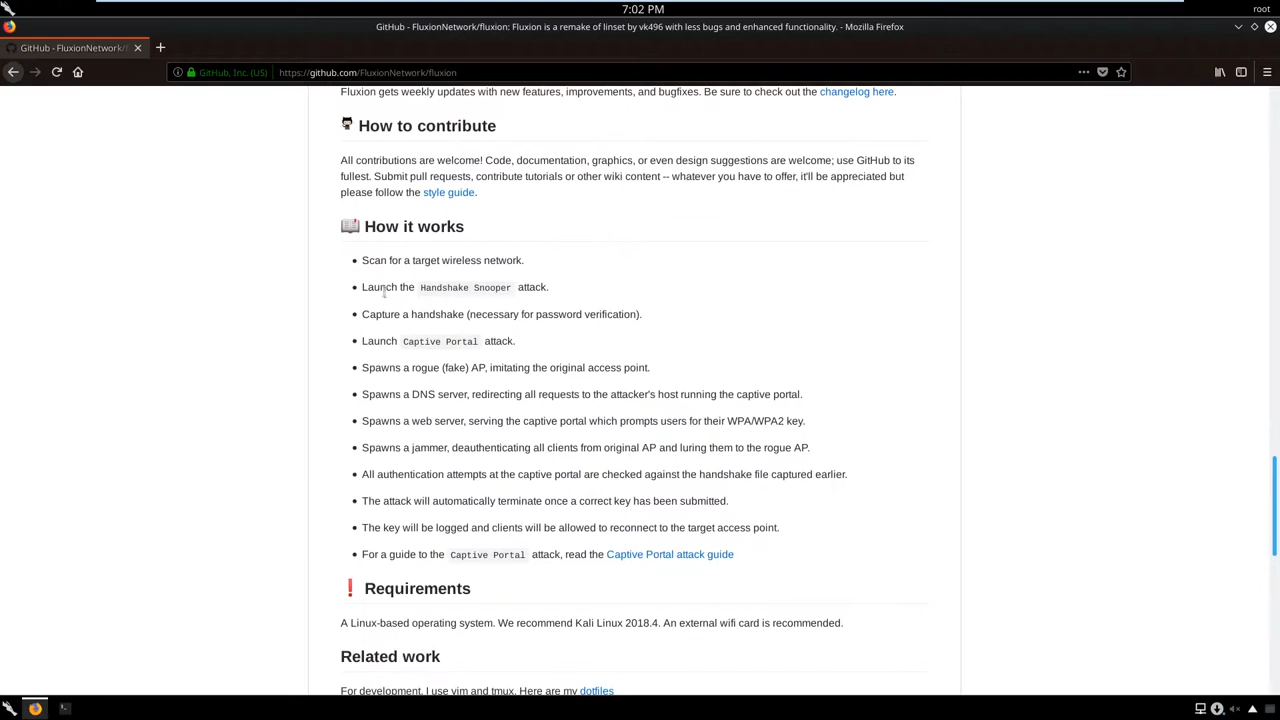 7:02 PM
root
GitHub - FluxionNetwork/fluxion: Fluxion is a remake of linset by vk496 with less bugs and enhanced functionality. - Mozilla Firefox
GitHub - FluxionNetwork/f
GitHub, Inc. (US)
https://github.com/FluxionNetwork/fluxion
Fluxion gets weekly updates with new features, improvements, and bugfixes. Be sure to check out the changelog here.
How to contribute
All contributions are welcome! Code, documentation, graphics, or even design suggestions are welcome; use GitHub to its
fullest. Submit pull requests, contribute tutorials or other wiki content -- whatever you have to offer, it'll be appreciated but
please follow the style guide.
How it works
• Scan for a target wireless network.
• Launch the Handshake Snooper attack.
• Capture a handshake (necessary for password verification).
• Launch Captive Portal attack.
• Spawns a rogue (fake) AP, imitating the original access point.
• Spawns a DNS server, redirecting all requests to the attacker's host running the captive portal.
• Spawns a web server, serving the captive portal which prompts users for their WPA/WPA2 key.
• Spawns a jammer, deauthenticating all clients from original AP and luring them to the rogue AP.
• All authentication attempts at the captive portal are checked against the handshake file captured earlier.
• The attack will automatically terminate once a correct key has been submitted.
• The key will be logged and clients will be allowed to reconnect to the target access point.
• For a guide to the Captive Portal attack, read the Captive Portal attack guide
Requirements
A Linux-based operating system. We recommend Kali Linux 2018.4. An external wifi card is recommended.
Related work
For development, I use vim and tmux. Here are my dotfiles